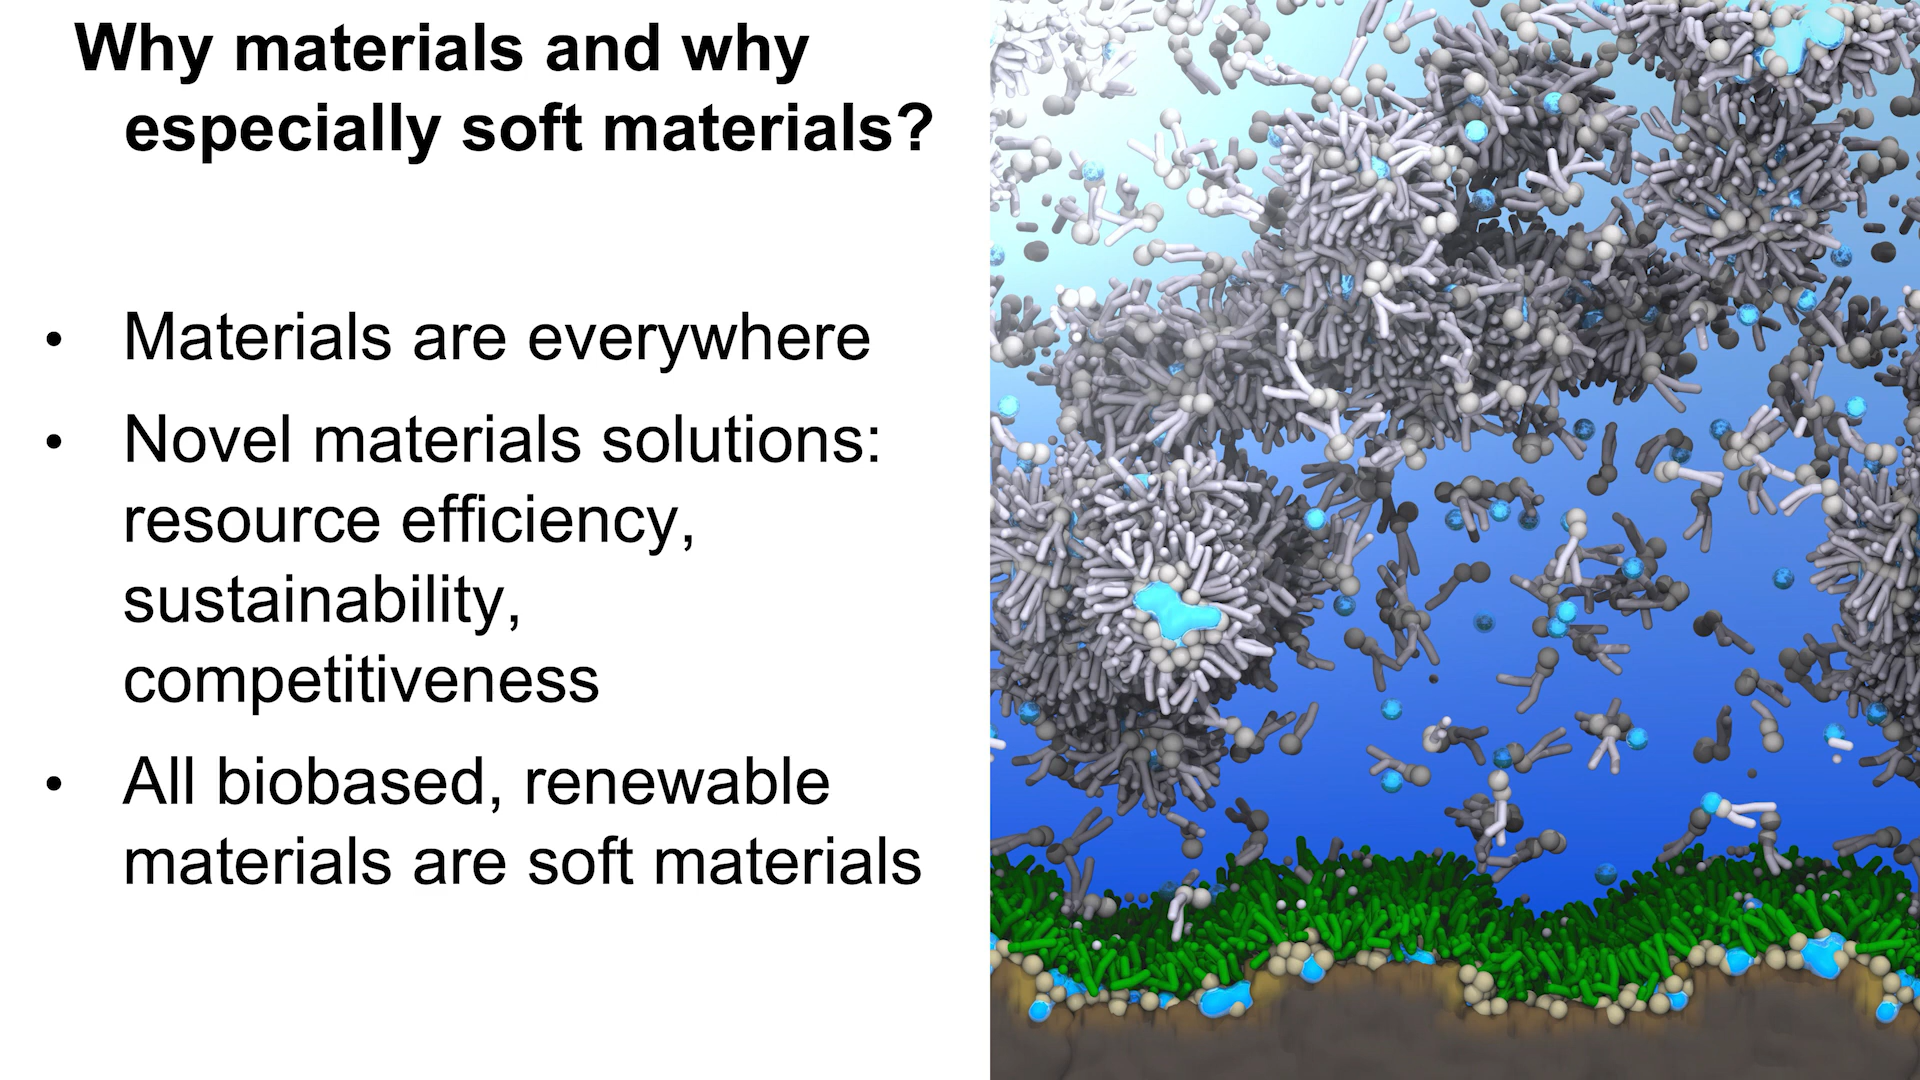 Why materials and why
especially soft materials?
• Materials are everywhere
• Novel materials solutions:
resource efficiency,
sustainability,
competitiveness
• All biobased, renewable
materials are soft materials